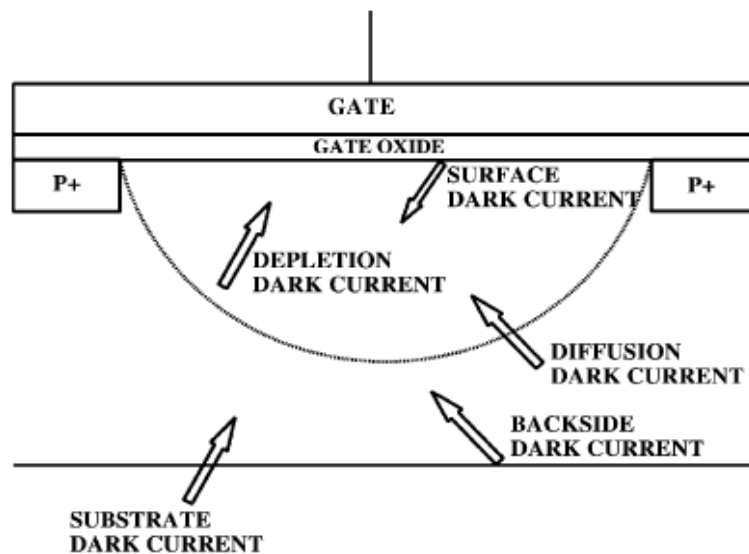 GATE
GATE OXIDE
P+
SURFACE
DARK CURRENT
P+
DEPLETION
DARK CURRENT
DIFFUSION
DARK CURRENT
BACKSIDE
DARK CURRENT
SUBSTRATE
DARK CURRENT